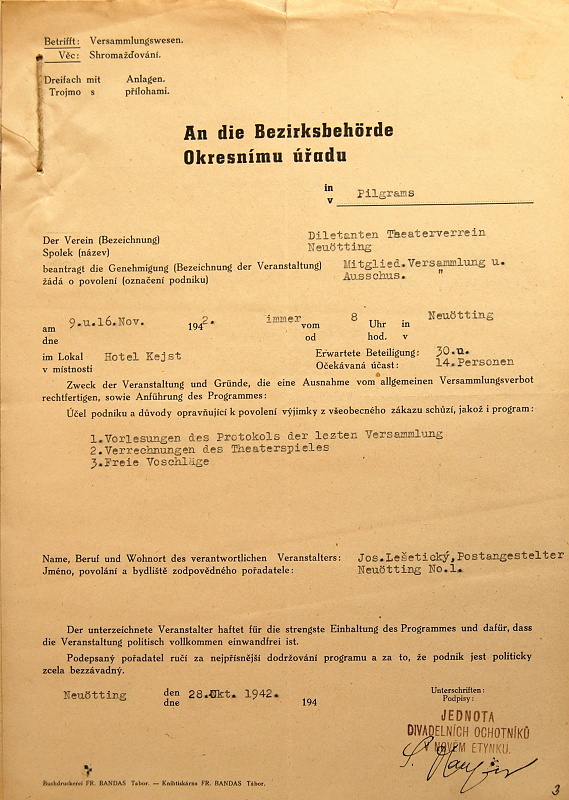 Betrifft: Versammlungswesen.
Věc: Shromažďování.
Dreifach mit Anlagen.
Trojmo s přílohami.
An die Bezirksbehörde
Okresnímu úřadu
in
v Pilgrams
Der Verein (Bezeichnung) Diletanten Theaterverrein
Spolek (název) Neuötting
beantragt die Genehmigung (Bezeichnung der Veranstaltung) Mitglied.Versammlung u.
žádá o povolení (označení podniku) Ausschus. "
am 9.u.16.Nov. 1942. immer vom 8 Uhr in Neuötting
dne od hod. v
im Lokal Hotel Kejst Erwartete Beteiligung: 30.u.
v místnosti Očekávaná účast: 14.Personen
Zweck der Veranstaltung und Gründe, die eine Ausnahme vom allgemeinen Versammlungsverbot
rechtfertigen, sowie Anführung des Programmes:
Účel podniku a důvody opravňující k povolení výjimky z všeobecného zákazu schůzí, jakož i program:
1.Vorlesungen des Protokols der lezten Versammlung
2.Verrechnungen des Theaterspieles
3.Freie Voschläge
Name, Beruf und Wohnort des verantwortlichen Veranstalters: Jos.Lešetický,Postangestelter
Jméno, povolání a bydliště zodpovědného pořadatele: Neuötting No.1.
Der unterzeichnete Veranstalter haftet für die strengste Einhaltung des Programmes und dafür, dass
die Veranstaltung politisch vollkommen einwandfrei ist.
Podepsaný pořadatel ručí za nejpřísnější dodržování programu a za to, že podnik jest politicky
zcela bezzávadný.
Neuötting den 28.Okt. 1942. 194
dne
Unterschriften:
Podpisy:
JEDNOTA
DIVADELNÍCH OCHOTNÍKŮ
V NOVÉM ETYNKU.
Buchdruckerei FR. BANDAS Tabor. — Knihtiskárna FR. BANDAS Tábor.
3